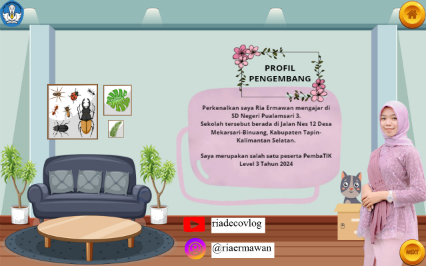 PROFIL
PENGEMBANG
Perkenalkan saya Ria Ermawan mengajar di
SD Negeri Pualamsari 3.
Sekolah tersebut berada di Jalan Nes 12 Desa
Mekarsari-Binuang, Kabupaten Tapin-
Kalimantan Selatan.
Saya merupakan salah satu peserta PembaTIK
Level 3 Tahun 2024
riadecovlog
@riaermawan
NEXT